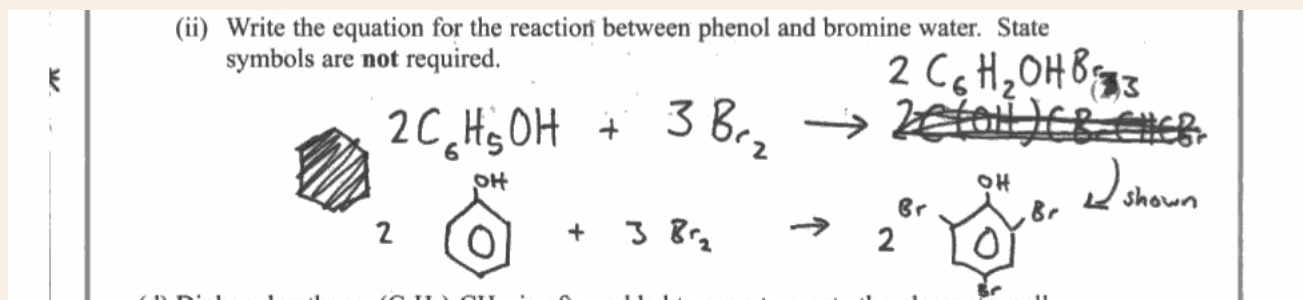 (ii) Write the equation for the reaction between phenol and bromine water. State
symbols are not required.
2 C6H2OHBr3
2C6H5OH + 3 Br2 →
shown
OH OH
Br Br
2 + 3 Br2 → 2
Br